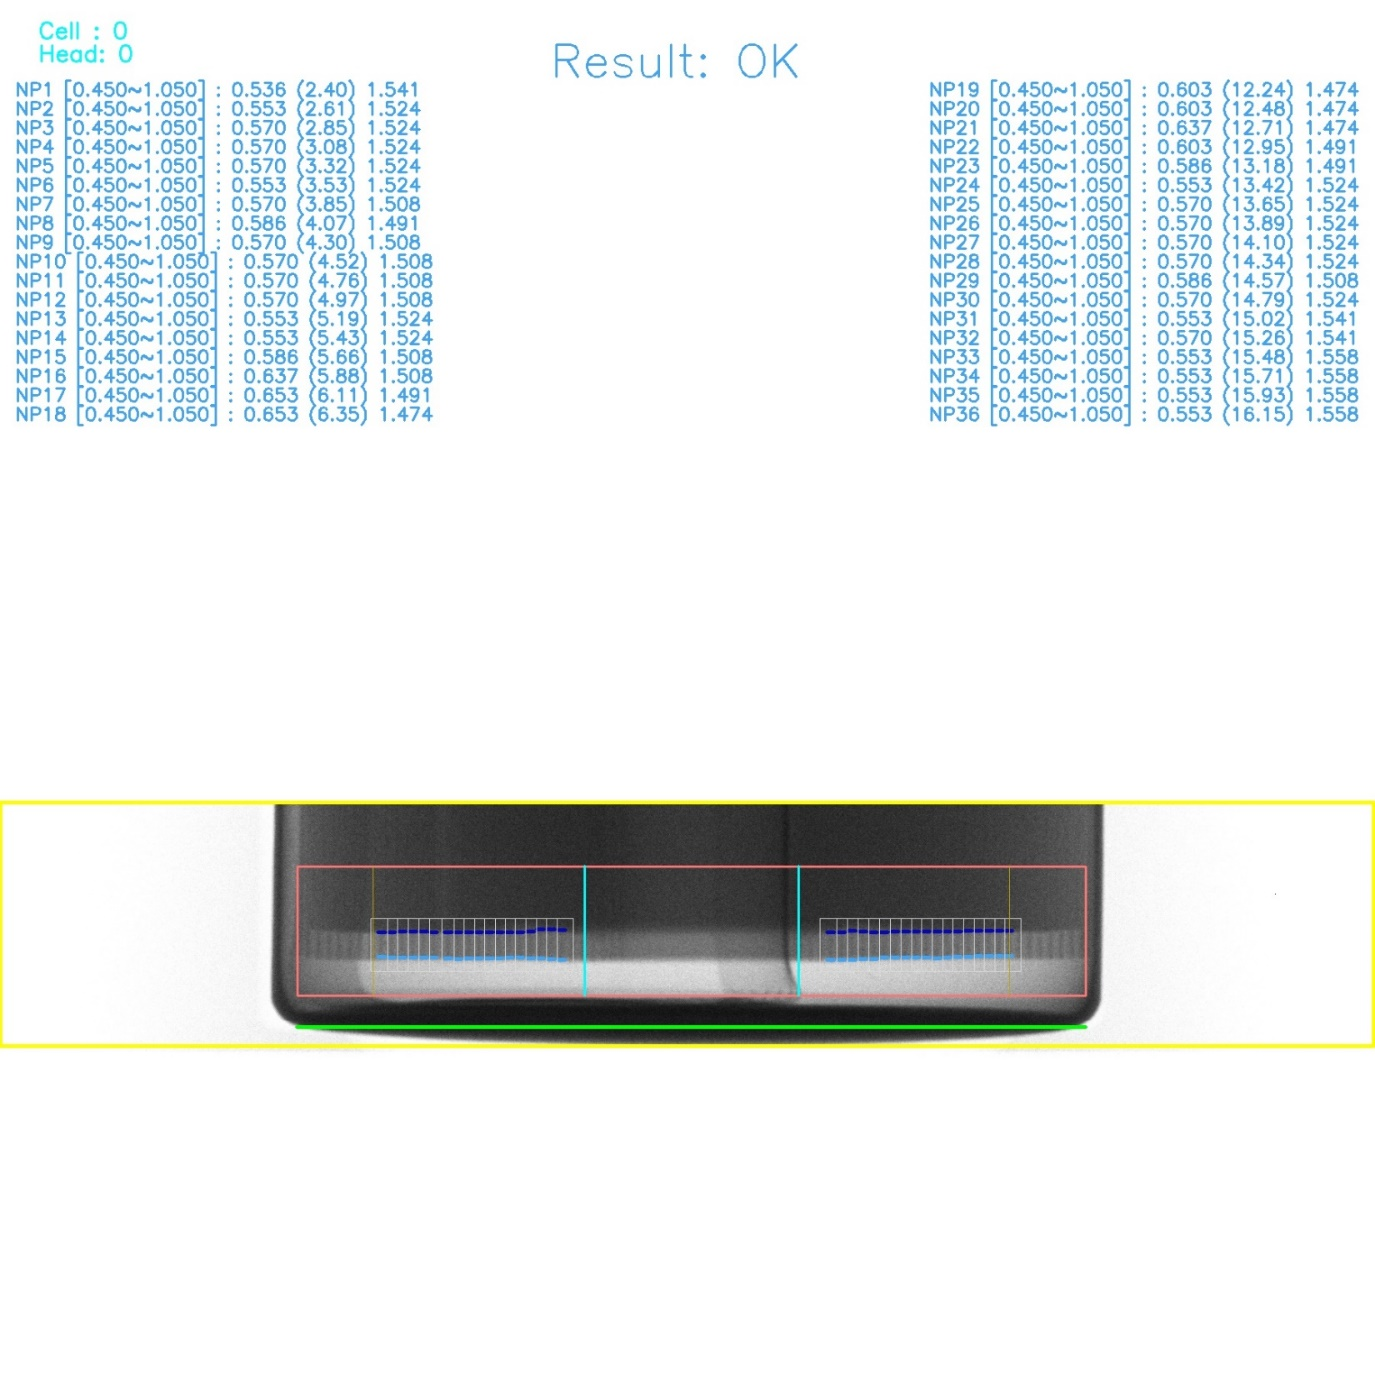 Cell : 0
Head: 0
Result: OK
NP1 [0.450~1.050] : 0.536 (2.40) 1.541
NP2 [0.450~1.050] : 0.553 (2.61) 1.524
NP3 [0.450~1.050] : 0.570 (2.85) 1.524
NP4 [0.450~1.050] : 0.570 (3.08) 1.524
NP5 [0.450~1.050] : 0.570 (3.32) 1.524
NP6 [0.450~1.050] : 0.553 (3.53) 1.524
NP7 [0.450~1.050] : 0.570 (3.85) 1.508
NP8 [0.450~1.050] : 0.586 (4.07) 1.491
NP9 [0.450~1.050] : 0.570 (4.30) 1.508
NP10 [0.450~1.050] : 0.570 (4.52) 1.508
NP11 [0.450~1.050] : 0.570 (4.76) 1.508
NP12 [0.450~1.050] : 0.570 (4.97) 1.508
NP13 [0.450~1.050] : 0.553 (5.19) 1.524
NP14 [0.450~1.050] : 0.553 (5.43) 1.524
NP15 [0.450~1.050] : 0.586 (5.66) 1.508
NP16 [0.450~1.050] : 0.637 (5.88) 1.508
NP17 [0.450~1.050] : 0.653 (6.11) 1.491
NP18 [0.450~1.050] : 0.653 (6.35) 1.474
NP19 [0.450~1.050] : 0.603 (12.24) 1.474
NP20 [0.450~1.050] : 0.603 (12.48) 1.474
NP21 [0.450~1.050] : 0.637 (12.71) 1.474
NP22 [0.450~1.050] : 0.603 (12.95) 1.491
NP23 [0.450~1.050] : 0.586 (13.18) 1.491
NP24 [0.450~1.050] : 0.553 (13.42) 1.524
NP25 [0.450~1.050] : 0.570 (13.65) 1.524
NP26 [0.450~1.050] : 0.570 (13.89) 1.524
NP27 [0.450~1.050] : 0.570 (14.10) 1.524
NP28 [0.450~1.050] : 0.570 (14.34) 1.524
NP29 [0.450~1.050] : 0.586 (14.57) 1.508
NP30 [0.450~1.050] : 0.570 (14.79) 1.524
NP31 [0.450~1.050] : 0.553 (15.02) 1.541
NP32 [0.450~1.050] : 0.570 (15.26) 1.541
NP33 [0.450~1.050] : 0.553 (15.48) 1.558
NP34 [0.450~1.050] : 0.553 (15.71) 1.558
NP35 [0.450~1.050] : 0.553 (15.93) 1.558
NP36 [0.450~1.050] : 0.553 (16.15) 1.558